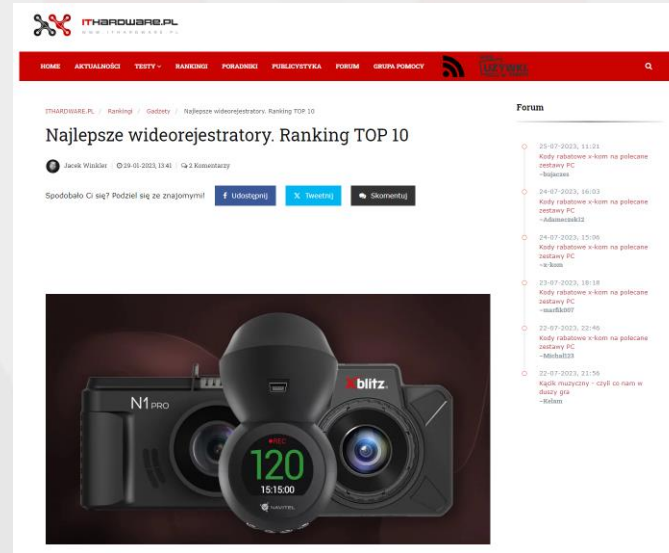 ITHARDWARE.PL
WWW.ITHARDWARE.PL
HOME AKTUALNOŚCI TESTY RANKINGI PORADNIKI PUBLICYSTYKA FORUM GRUPA POMOCY
ITHARDWARE.PL / Rankingi / Gadżety / Najlepsze wideorejestratory. Ranking TOP 10
Najlepsze wideorejestratory. Ranking TOP 10
Jacek Winkler 29-01-2023, 13:41 2 Komentarzy
Spodobało Ci się? Podziel się ze znajomymi! Udostępnij Tweetnij Skomentuj
N1 PRO
Xblitz
REC
120
15:15:00
NAVITEL
Forum
25-07-2023, 11:21
Kody rabatowe x-kom na polecane
zestawy PC
24-07-2023, 16:03
Kody rabatowe x-kom na polecane
zestawy PC
~Adameczek12
24-07-2023, 15:06
Kody rabatowe x-kom na polecane
zestawy PC
~x-kom
23-07-2023, 18:18
Kody rabatowe x-kom na polecane
zestawy PC
~marfik007
22-07-2023, 22:46
Kody rabatowe x-kom na polecane
zestawy PC
~Michal123
22-07-2023, 21:56
Kącik muzyczny - czyli co nam w
duszy gra